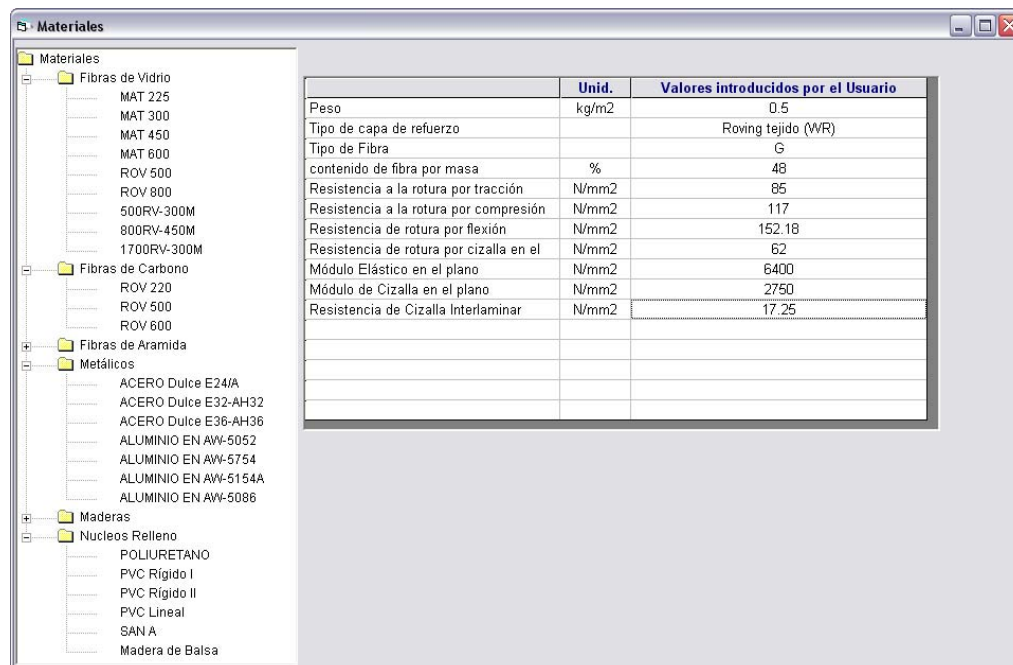 Materiales
Materiales
Fibras de Vidrio
MAT 225
MAT 300
MAT 450
MAT 600
ROV 500
ROV 800
500RV-300M
800RV-450M
1700RV-300M
Fibras de Carbono
ROV 220
ROV 500
ROV 600
Fibras de Aramida
Metálicos
ACERO Dulce E24/A
ACERO Dulce E32-AH32
ACERO Dulce E36-AH36
ALUMINIO EN AW-5052
ALUMINIO EN AW-5754
ALUMINIO EN AW-5154A
ALUMINIO EN AW-5086
Maderas
Nucleos Relleno
POLIURETANO
PVC Rígido I
PVC Rígido II
PVC Lineal
SAN A
Madera de Balsa
Unid. Valores introducidos por el Usuario
Peso kg/m2 0.5
Tipo de capa de refuerzo Roving tejido (WR)
Tipo de Fibra G
contenido de fibra por masa % 48
Resistencia a la rotura por tracción N/mm2 85
Resistencia a la rotura por compresión N/mm2 117
Resistencia de rotura por flexión N/mm2 152.18
Resistencia de rotura por cizalla en el N/mm2 62
Módulo Elástico en el plano N/mm2 6400
Módulo de Cizalla en el plano N/mm2 2750
Resistencia de Cizalla Interlaminar N/mm2 17.25